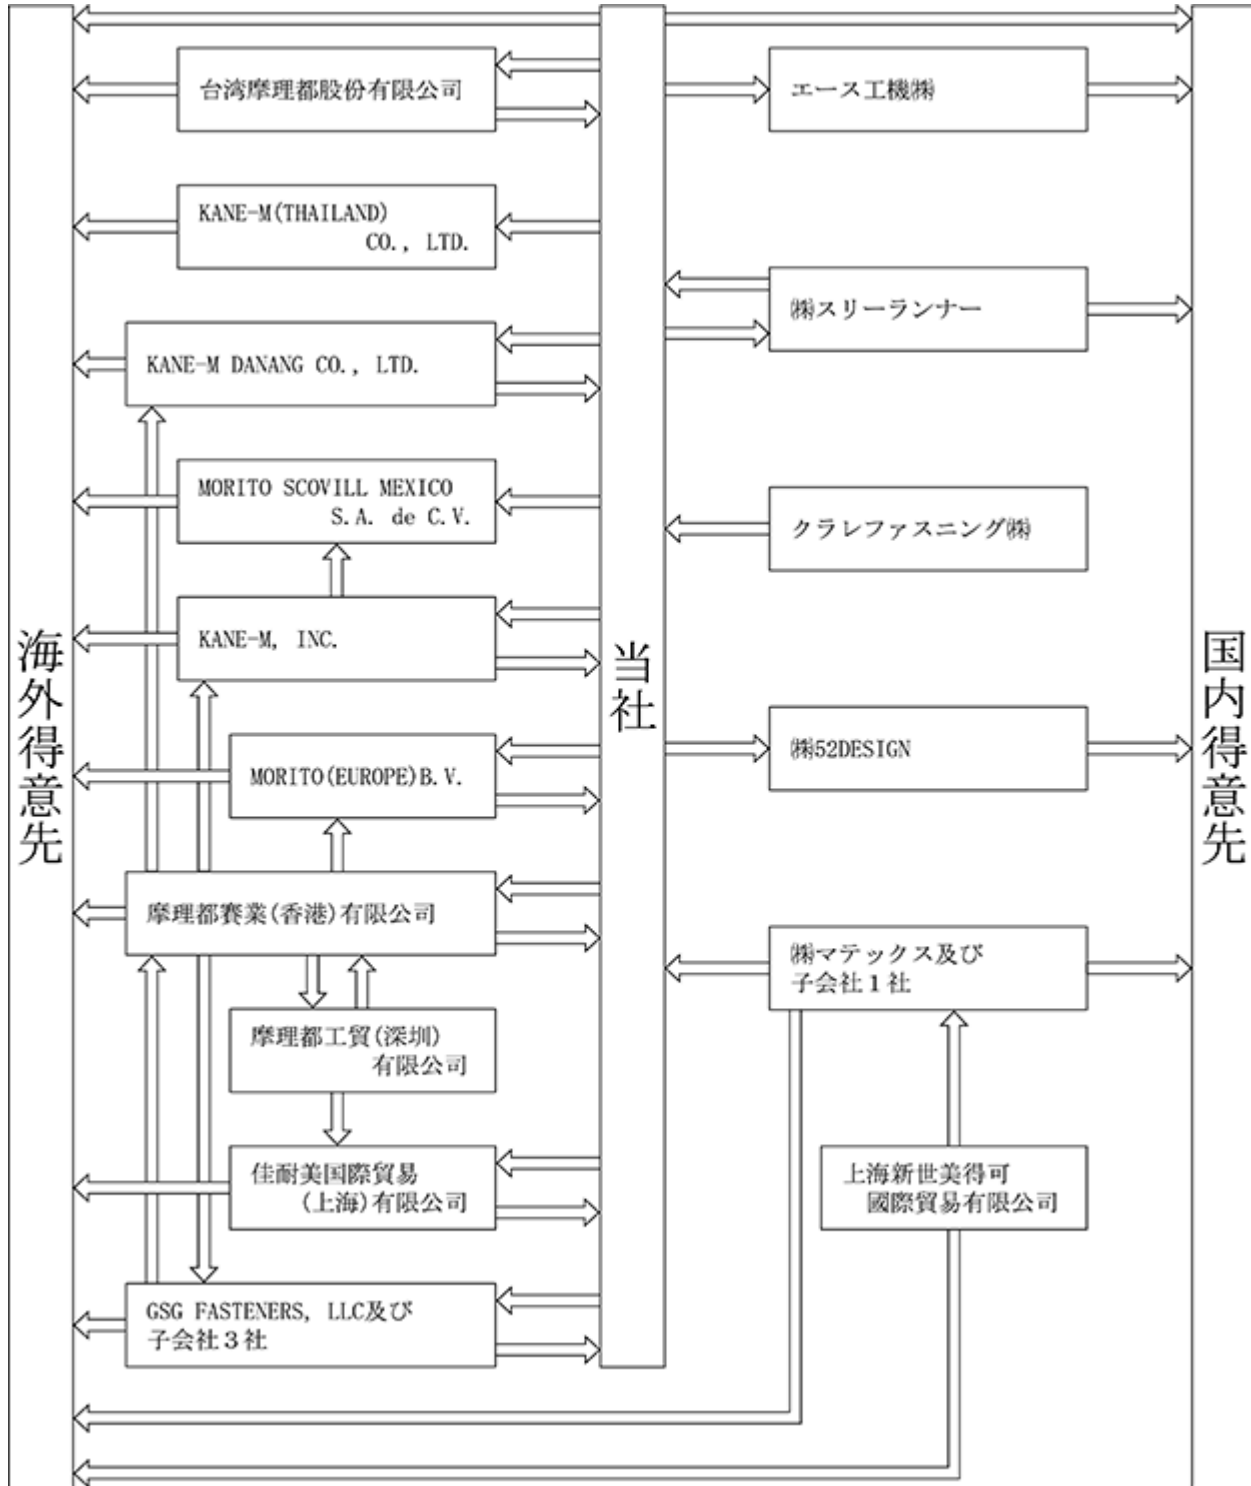 台湾摩理都股份有限公司
KANE-M(THAILAND)
CO., LTD.
KANE-M DANANG CO., LTD.
MORITO SCOVILL MEXICO
S.A. de C.V.
KANE-M, INC.
MORITO(EUROPE)B.V.
摩理都賽業(香港)有限公司
摩理都工貿(深圳)
有限公司
佳耐美国際貿易
(上海)有限公司
GSG FASTENERS, LLC及び
子会社３社
海外得意先
当社
エース工機㈱
㈱スリーランナー
クラレファスニング㈱
㈱52DESIGN
㈱マテックス及び
子会社１社
上海新世美得可
國際貿易有限公司
国内得意先